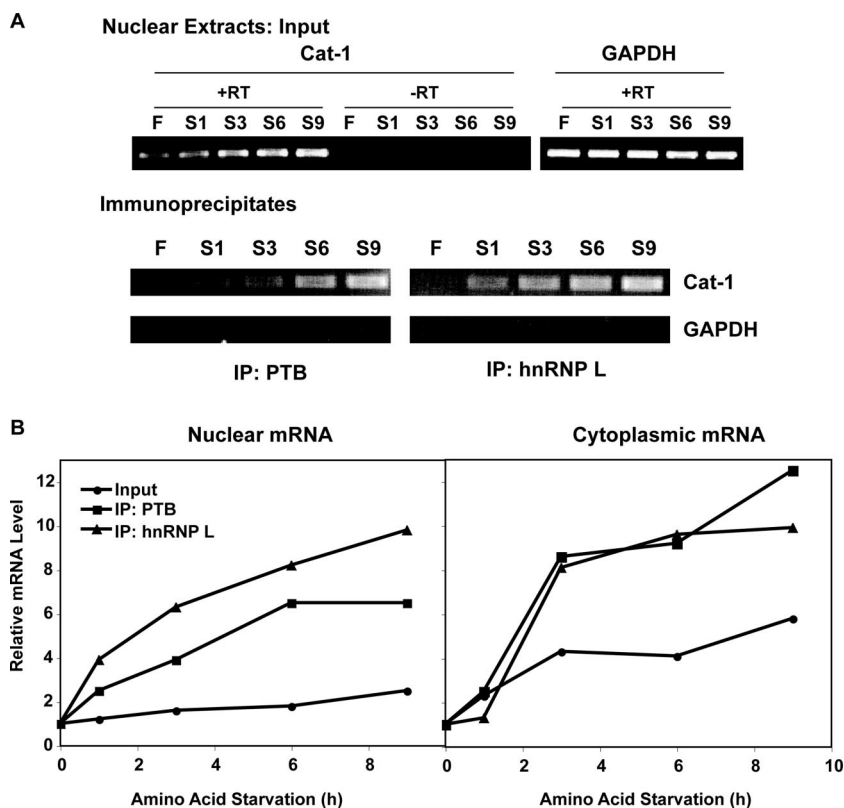 A
Nuclear Extracts: Input
Cat-1 GAPDH
+RT -RT +RT
F S1 S3 S6 S9 F S1 S3 S6 S9 F S1 S3 S6 S9
Immunoprecipitates
F S1 S3 S6 S9 F S1 S3 S6 S9
Cat-1
GAPDH
IP: PTB IP: hnRNP L
B
Nuclear mRNA Cytoplasmic mRNA
Relative mRNA Level
12
10
8
6
4
2
0
Input
IP: PTB
IP: hnRNP L
0 2 4 6 8 0 2 4 6 8 10
Amino Acid Starvation (h) Amino Acid Starvation (h)